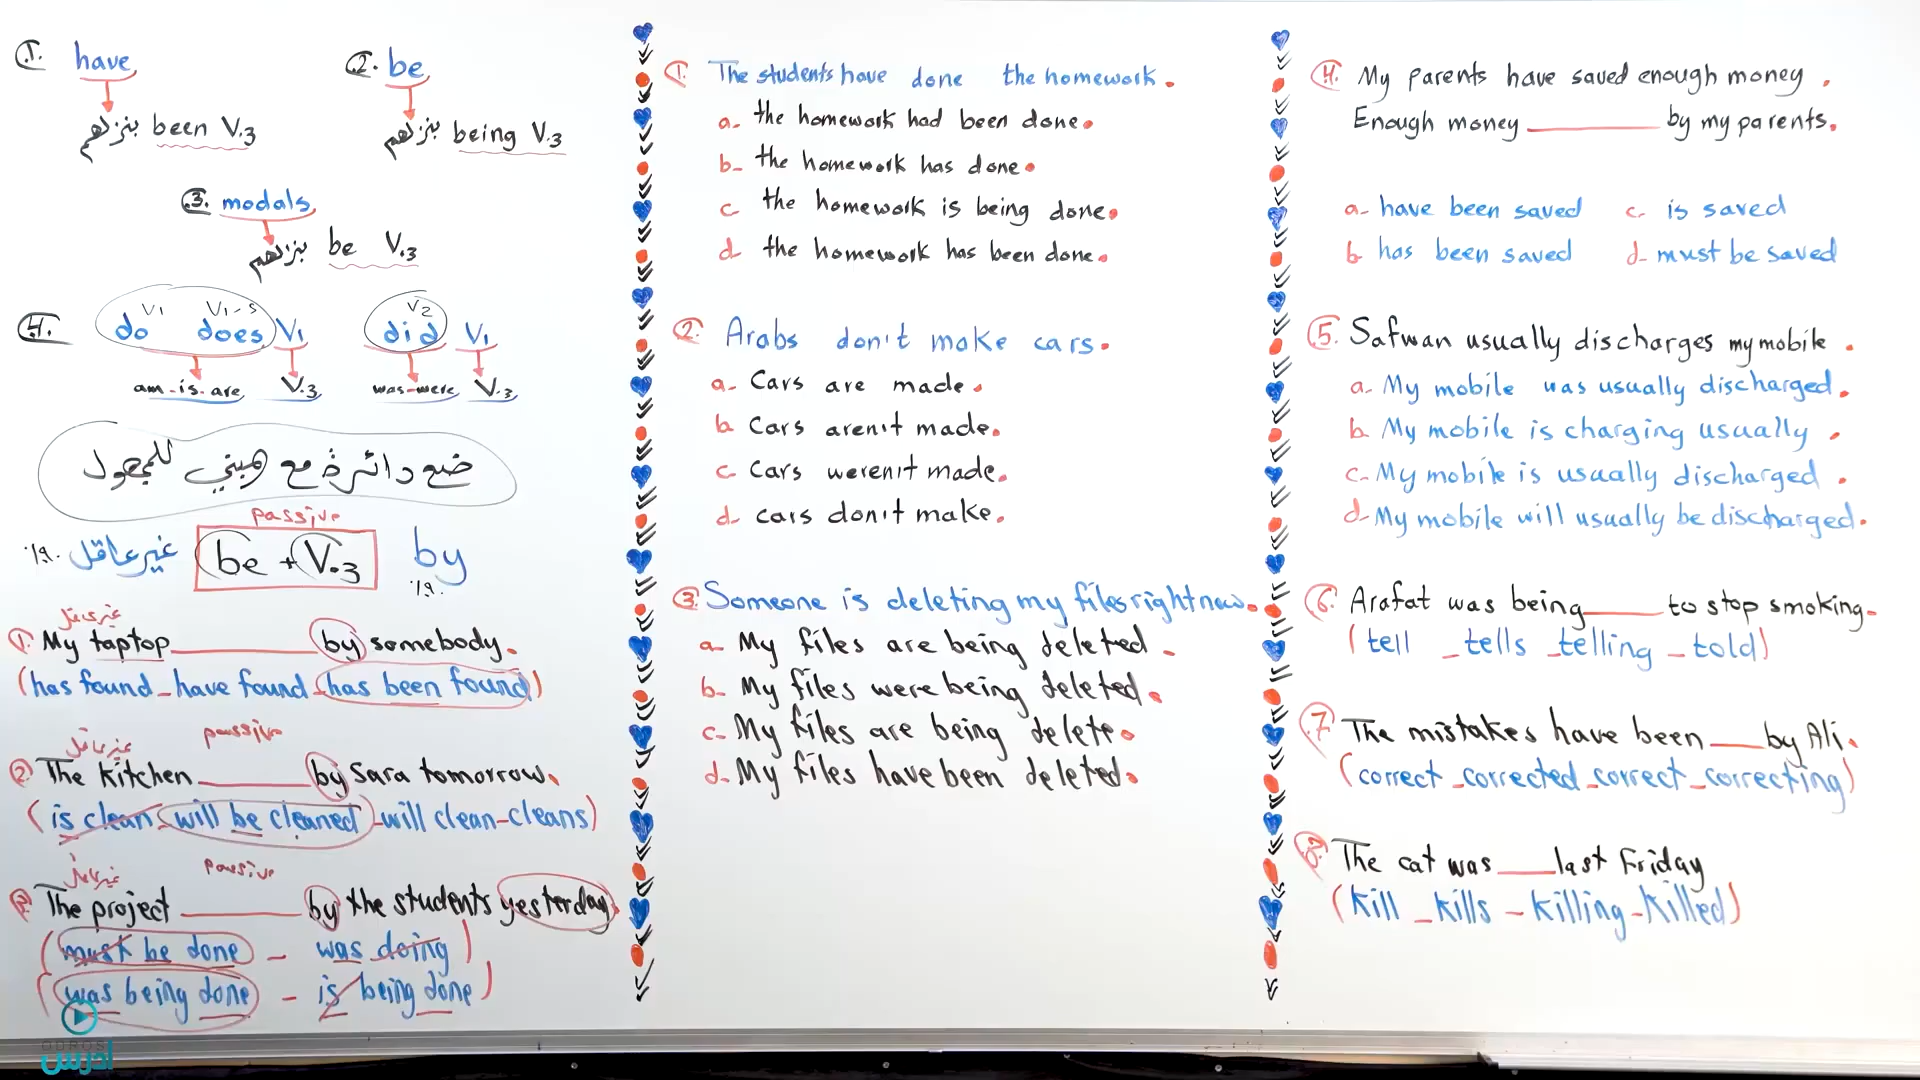 1. have
بنزلهم been V.3
2. be
بنزلهم being V.3
3. modals
بنزلهم be V.3
4. do does V1
V1 V1-s
am-is-are V.3
did V1
V2
was-were V.3
ضع دائرة مع مبني للمجهول
passive
%9. غير عاقل be + V.3 by
%9.
غير عاقل
1. My taptop ______ by somebody.
(has found - have found - has been found)
غير عاقل passive
2. The kitchen ______ by Sara tomorrow.
(is clean - will be cleaned - will clean - cleans)
غير عاقل passive
3. The project ______ by the students yesterday.
(must be done - was doing)
(was being done - is being done)
أدرس
1. The students have done the homework.
a- the homework had been done.
b- the homework has done.
c- the homework is being done.
d- the homework has been done.
2. Arabs don't make cars.
a- Cars are made.
b- Cars aren't made.
c- Cars weren't made.
d- cars don't make.
3. Someone is deleting my files right now.
a- My files are being deleted.
b- My files were being deleted.
c- My files are being delete.
d- My files have been deleted.
4. My parents have saved enough money.
Enough money ______ by my parents.
a- have been saved c- is saved
b- has been saved d- must be saved
5. Safwan usually discharges my mobile.
a- My mobile was usually discharged.
b- My mobile is charging usually.
c- My mobile is usually discharged.
d- My mobile will usually be discharged.
6. Arafat was being ______ to stop smoking-
(tell - tells - telling - told)
7. The mistakes have been ___ by Ali.
(correct - corrected - correct - correcting)
8. The cat was ___ last Friday
(kill - kills - killing - killed)